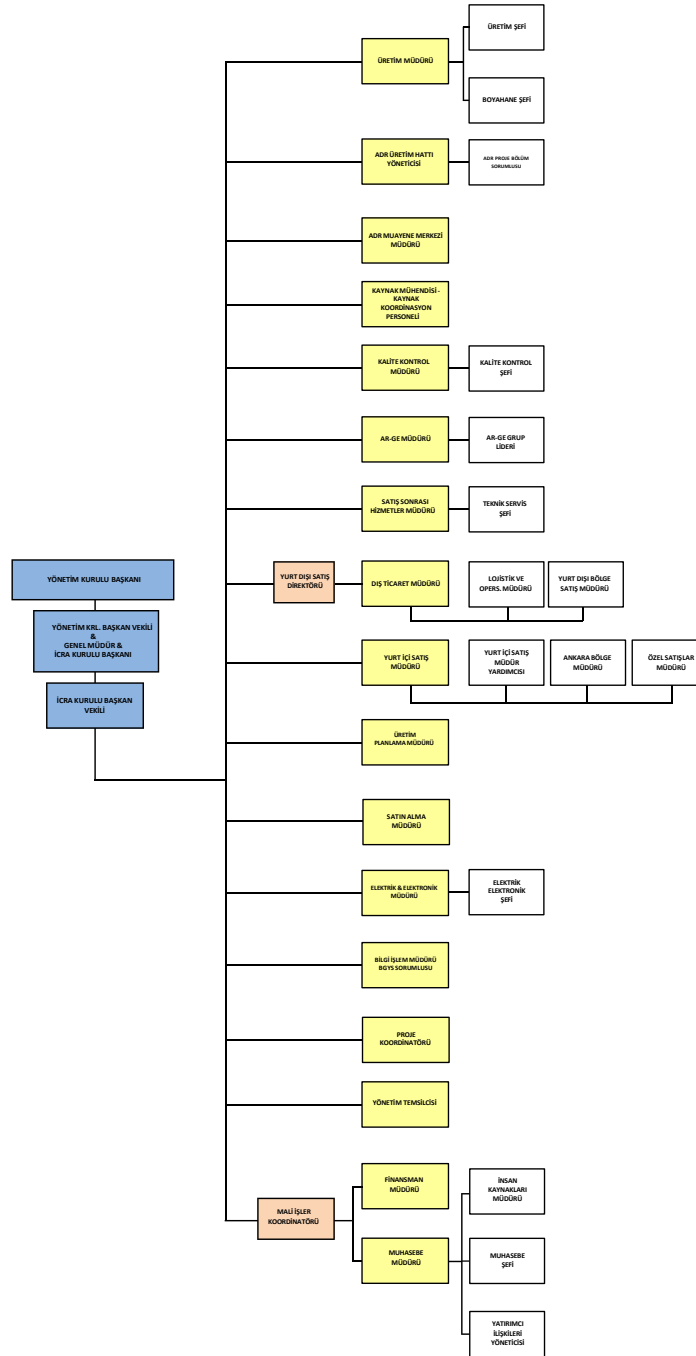 ÜRETİM ŞEFİ
ÜRETİM MÜDÜRÜ
BOYAHANE ŞEFİ
ADR ÜRETİM HATTI
YÖNETİCİSİ
ADR PROJE BÖLÜM
SORUMLUSU
ADR MUAYENE MERKEZİ
MÜDÜRÜ
KAYNAK MÜHENDİSİ -
KAYNAK
KOORDİNASYON
PERSONELİ
KALİTE KONTROL
MÜDÜRÜ
KALİTE KONTROL
ŞEFİ
AR-GE MÜDÜRÜ
AR-GE GRUP
LİDERİ
SATIŞ SONRASI
HİZMETLER MÜDÜRÜ
TEKNİK SERVİS
ŞEFİ
YÖNETİM KURULU BAŞKANI
YURT DIŞI SATIŞ
DİREKTÖRÜ
DIŞ TİCARET MÜDÜRÜ
LOJİSTİK VE
OPERS. MÜDÜRÜ
YURT DIŞI BÖLGE
SATIŞ MÜDÜRÜ
YÖNETİM KRL. BAŞKAN VEKİLİ
&
GENEL MÜDÜR &
İCRA KURULU BAŞKANI
YURT İÇİ SATIŞ
MÜDÜRÜ
YURT İÇİ SATIŞ
MÜDÜR
YARDIMCISI
ANKARA BÖLGE
MÜDÜRÜ
ÖZEL SATIŞLAR
MÜDÜRÜ
İCRA KURULU BAŞKAN
VEKİLİ
ÜRETİM
PLANLAMA MÜDÜRÜ
SATIN ALMA
MÜDÜRÜ
ELEKTRİK & ELEKTRONİK
MÜDÜRÜ
ELEKTRİK
ELEKTRONİK
ŞEFİ
BİLGİ İŞLEM MÜDÜRÜ
BGYS SORUMLUSU
PROJE
KOORDİNATÖRÜ
YÖNETİM TEMSİLCİSİ
FİNANSMAN
MÜDÜRÜ
İNSAN
KAYNAKLARI
MÜDÜRÜ
MALİ İŞLER
KOORDİNATÖRÜ
MUHASEBE
MÜDÜRÜ
MUHASEBE
ŞEFİ
YATIRIMCI
İLİŞKİLERİ
YÖNETİCİSİ